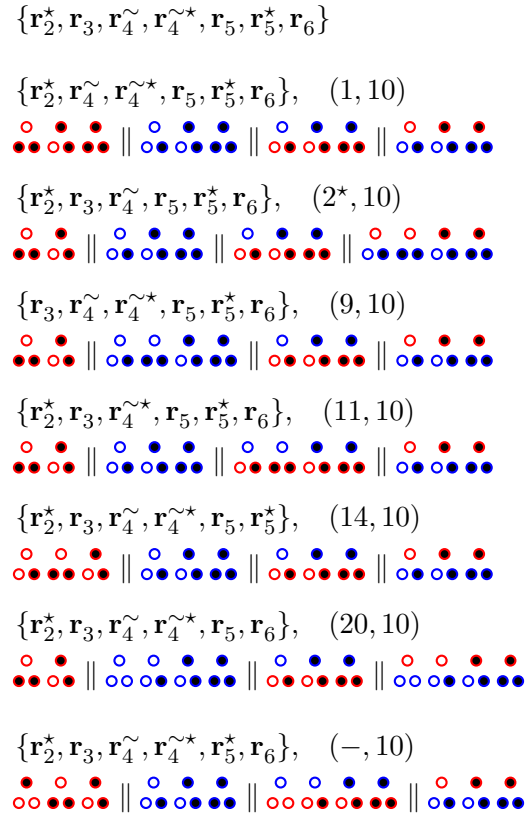 {r₂⋆, r₃, r₄∼, r₄∼⋆, r₅, r₅⋆, r₆}
{r₂⋆, r₄∼, r₄∼⋆, r₅, r₅⋆, r₆}, (1, 10)
∥ ∥ ∥
{r₂⋆, r₃, r₄∼, r₅, r₅⋆, r₆}, (2⋆, 10)
∥ ∥ ∥
{r₃, r₄∼, r₄∼⋆, r₅, r₅⋆, r₆}, (9, 10)
∥ ∥ ∥
{r₂⋆, r₃, r₄∼⋆, r₅, r₅⋆, r₆}, (11, 10)
∥ ∥ ∥
{r₂⋆, r₃, r₄∼, r₄∼⋆, r₅, r₅⋆}, (14, 10)
∥ ∥ ∥
{r₂⋆, r₃, r₄∼, r₄∼⋆, r₅, r₆}, (20, 10)
∥ ∥ ∥
{r₂⋆, r₃, r₄∼, r₄∼⋆, r₅⋆, r₆}, (−, 10)
∥ ∥ ∥